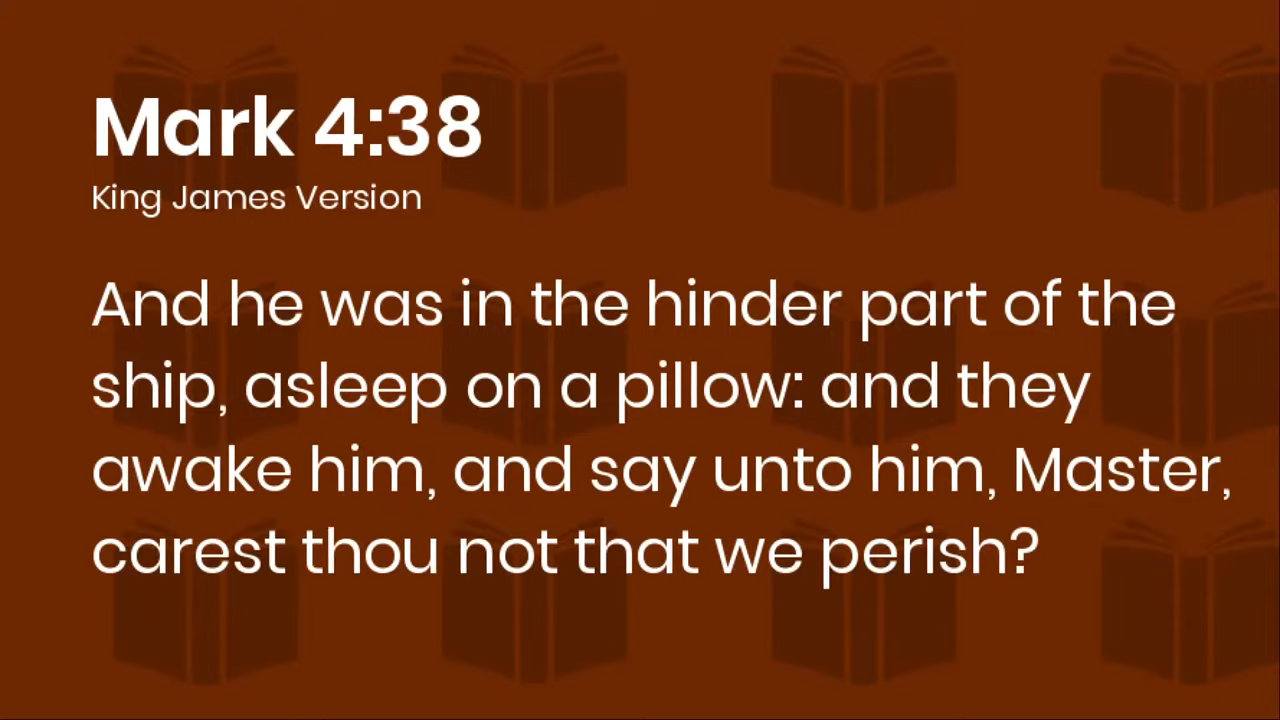 Mark 4:38
King James Version
And he was in the hinder part of the
ship, asleep on a pillow: and they
awake him, and say unto him, Master,
carest thou not that we perish?